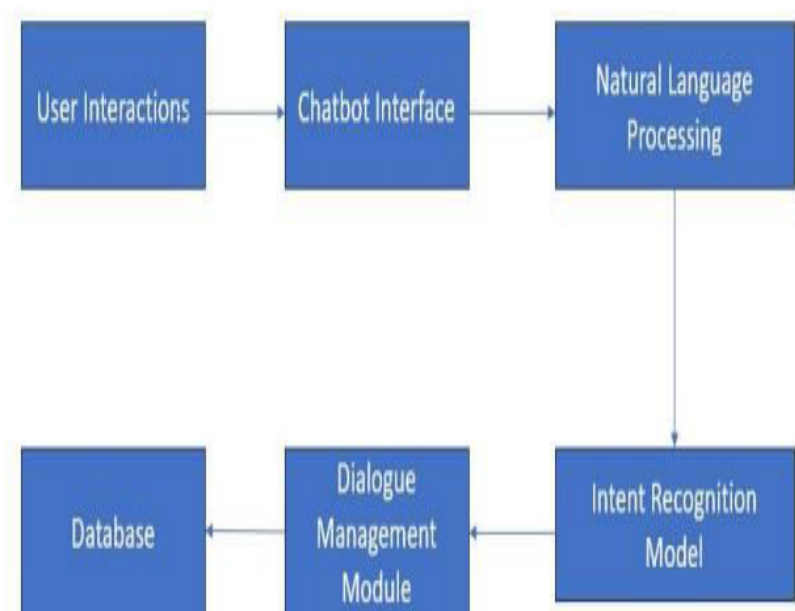 User Interactions
Chatbot Interface
Natural Language
Processing
Intent Recognition
Model
Dialogue
Management
Module
Database